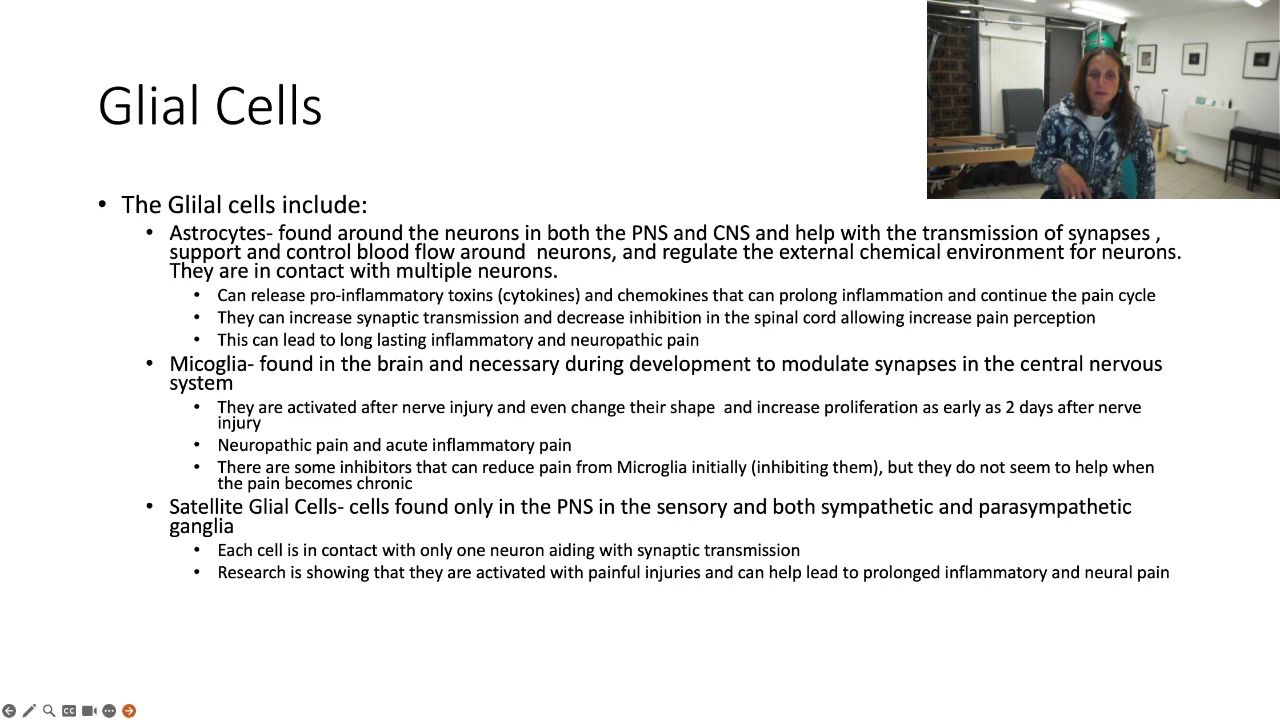 Glial Cells
• The Glilal cells include:
• Astrocytes- found around the neurons in both the PNS and CNS and help with the transmission of synapses ,
support and control blood flow around  neurons, and regulate the external chemical environment for neurons.
They are in contact with multiple neurons.
• Can release pro-inflammatory toxins (cytokines) and chemokines that can prolong inflammation and continue the pain cycle
• They can increase synaptic transmission and decrease inhibition in the spinal cord allowing increase pain perception
• This can lead to long lasting inflammatory and neuropathic pain
• Micoglia- found in the brain and necessary during development to modulate synapses in the central nervous
system
• They are activated after nerve injury and even change their shape  and increase proliferation as early as 2 days after nerve
injury
• Neuropathic pain and acute inflammatory pain
• There are some inhibitors that can reduce pain from Microglia initially (inhibiting them), but they do not seem to help when
the pain becomes chronic
• Satellite Glial Cells- cells found only in the PNS in the sensory and both sympathetic and parasympathetic
ganglia
• Each cell is in contact with only one neuron aiding with synaptic transmission
• Research is showing that they are activated with painful injuries and can help lead to prolonged inflammatory and neural pain
CC